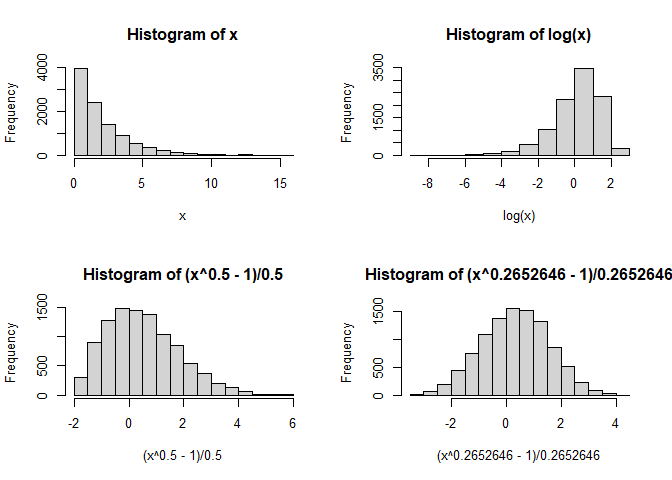 Histogram of x
Frequency
0 2000 4000
0 5 10 15
x
Histogram of log(x)
Frequency
0 1500 3500
-8 -6 -4 -2 0 2
log(x)
Histogram of (x^0.5 - 1)/0.5
Frequency
0 500 1500
-2 0 2 4 6
(x^0.5 - 1)/0.5
Histogram of (x^0.2652646 - 1)/0.2652646
Frequency
0 500 1500
-2 0 2 4
(x^0.2652646 - 1)/0.2652646